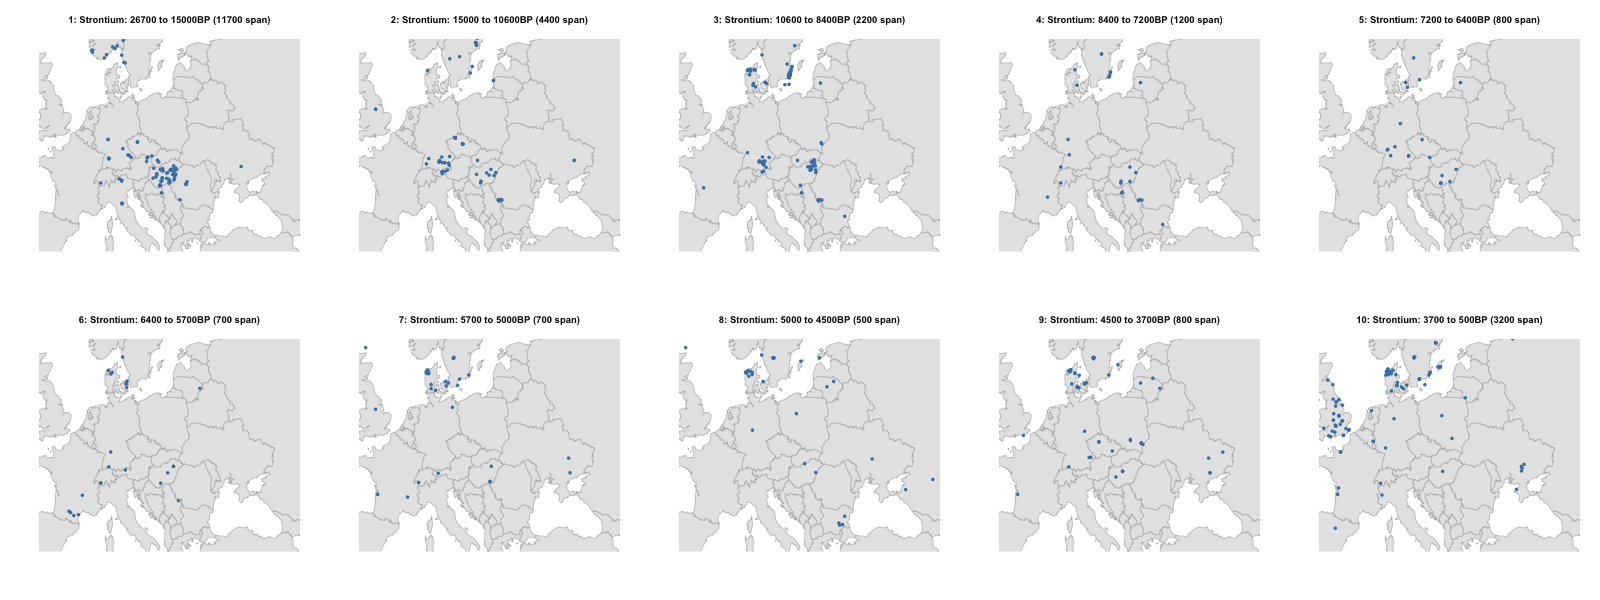 1: Strontium: 26700 to 15000BP (11700 span)
2: Strontium: 15000 to 10600BP (4400 span)
3: Strontium: 10600 to 8400BP (2200 span)
4: Strontium: 8400 to 7200BP (1200 span)
5: Strontium: 7200 to 6400BP (800 span)
6: Strontium: 6400 to 5700BP (700 span)
7: Strontium: 5700 to 5000BP (700 span)
8: Strontium: 5000 to 4500BP (500 span)
9: Strontium: 4500 to 3700BP (800 span)
10: Strontium: 3700 to 500BP (3200 span)